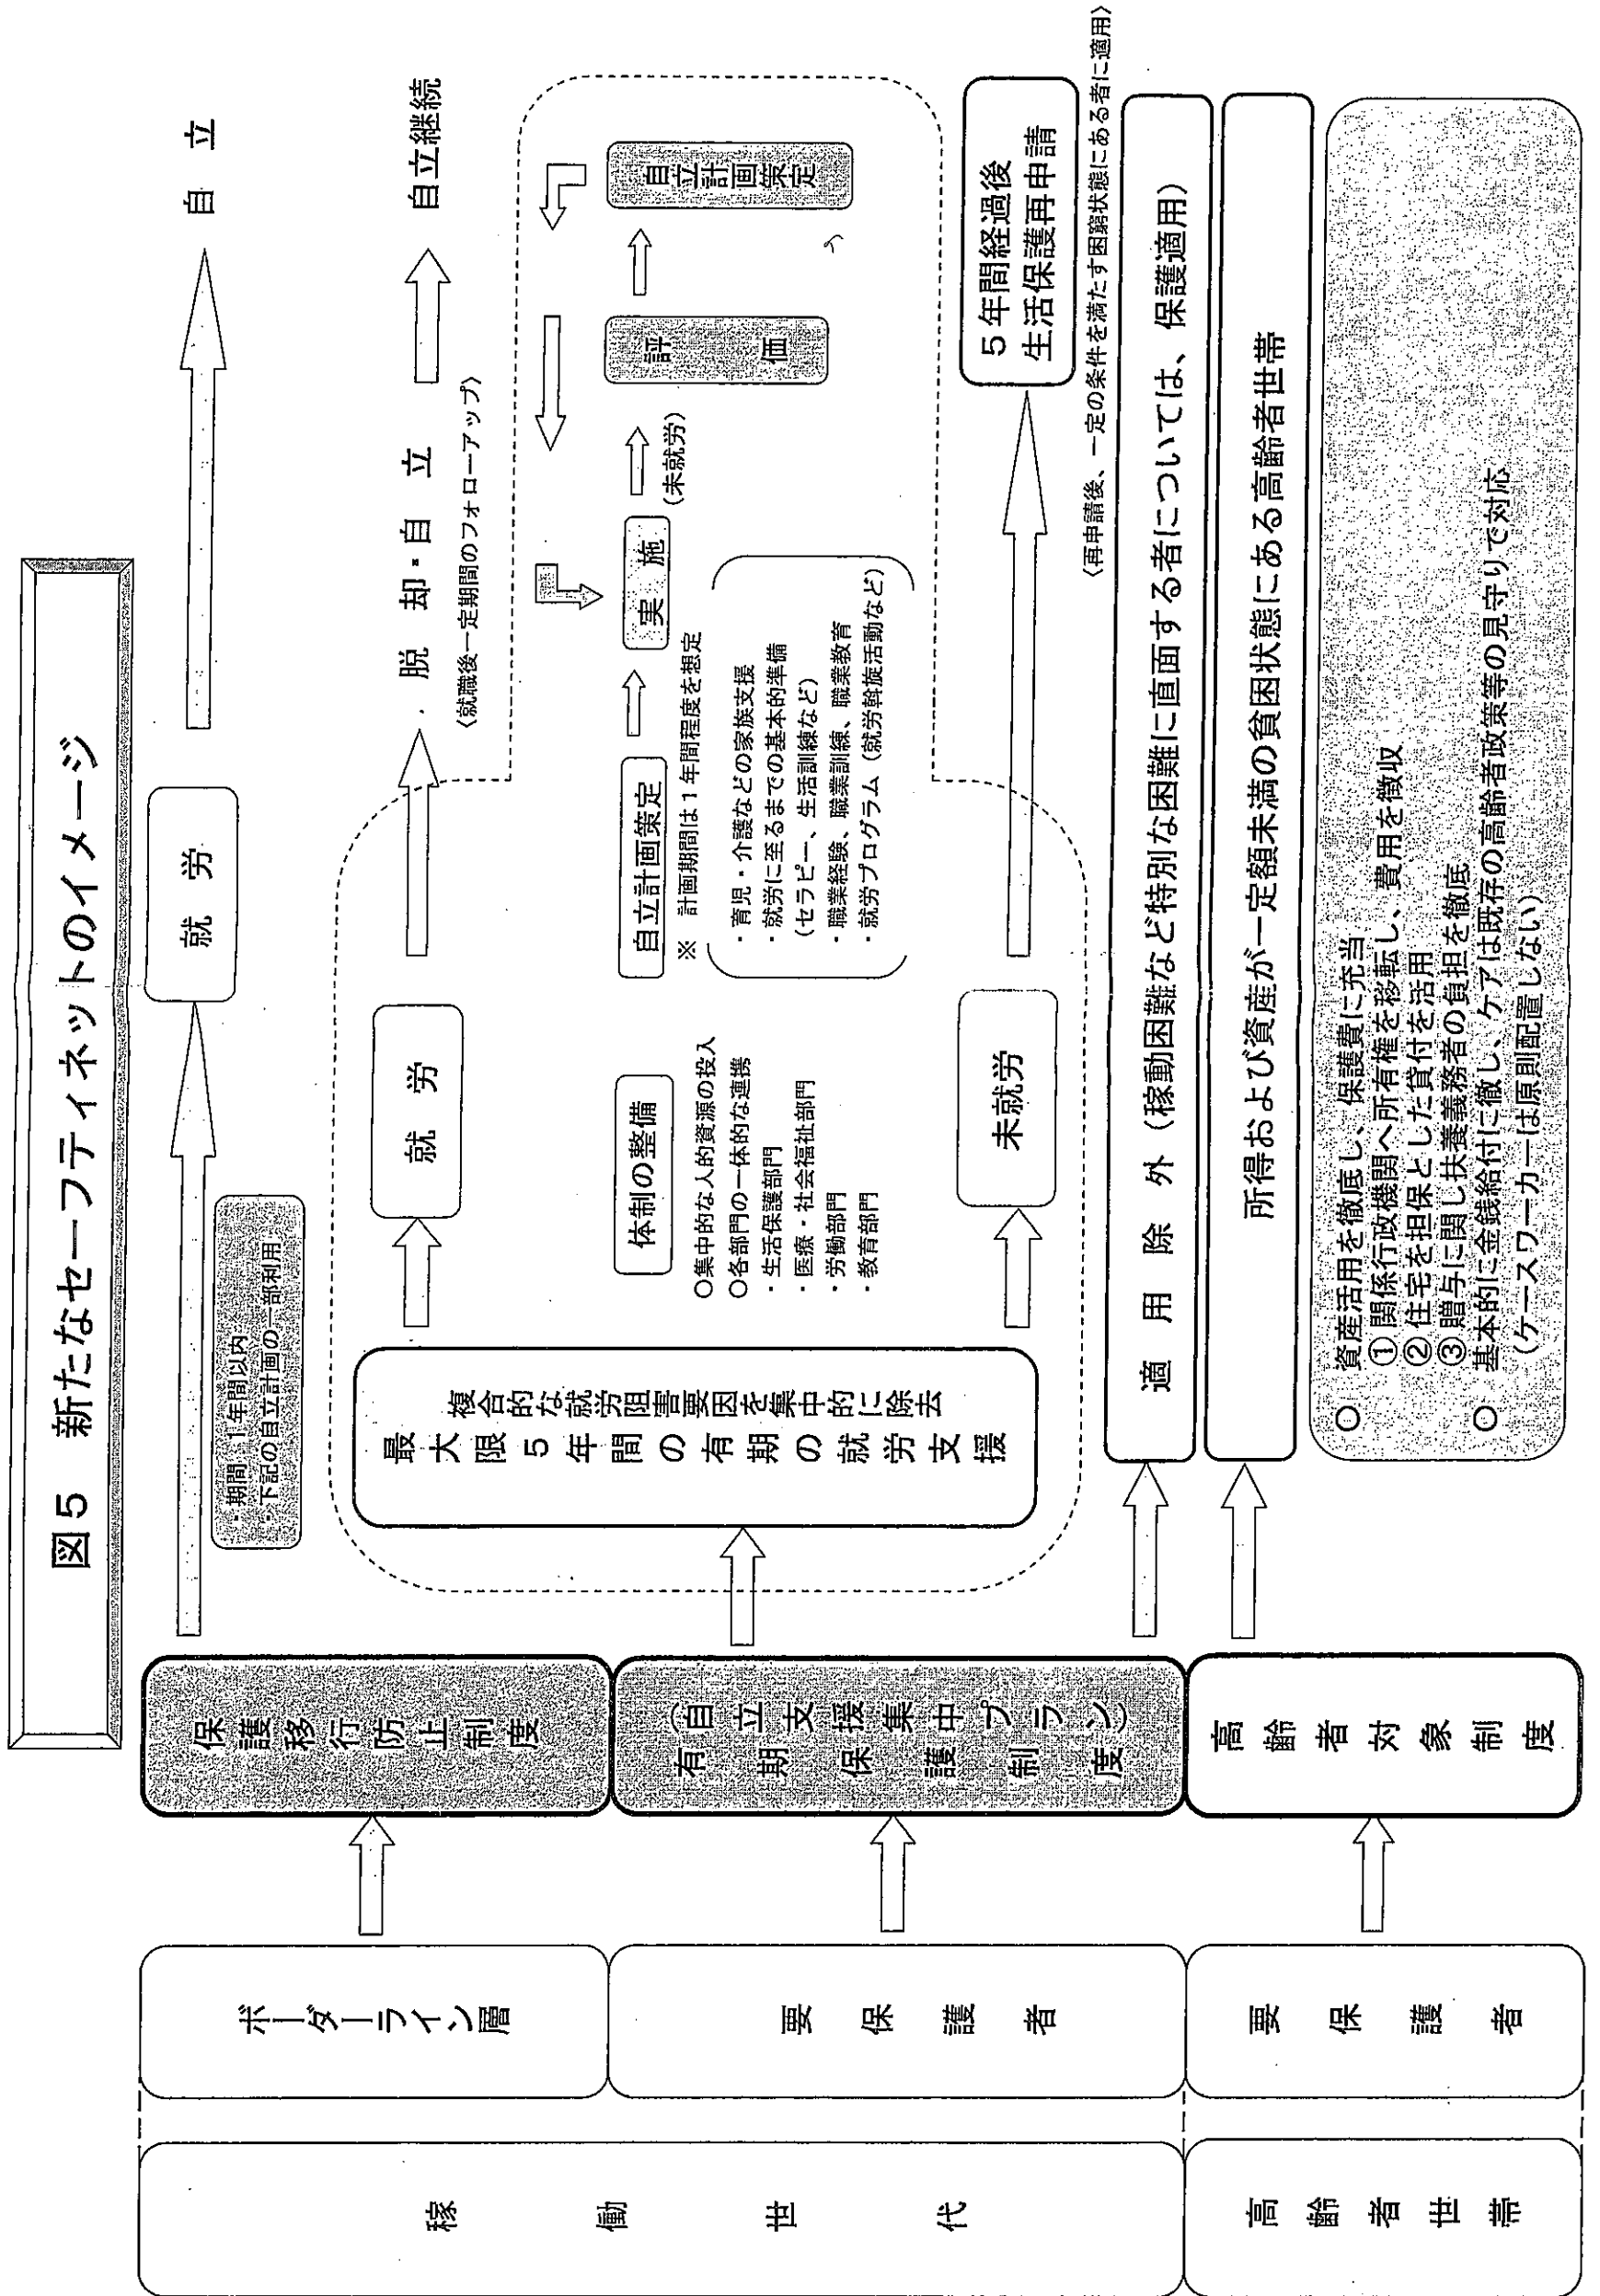 図5　新たなセーフティネットのイメージ
稼働世代
高齢者世帯
ボーダーライン層
要保護者
要保護者
保護移行防止制度
有期保護制度
（自立支援集中プラン）
高齢者対象制度
・期間１年間以内
・下記の自立計画の一部利用
就労
自立
最大限５年間の有期の就労支援
複合的な就労阻害要因を集中的に除去
就労
脱却・自立
〈就職後一定期間のフォローアップ〉
自立継続
体制の整備
○集中的な人的資源の投入
○各部門の一体的な連携
・生活保護部門
・医療・社会福祉部門
・労働部門
・教育部門
自立計画策定
※　計画期間は１年間程度を想定
・育児・介護などの家族支援
・就労に至るまでの基本的準備
（セラピー、生活訓練など）
・職業経験、職業訓練、職業教育
・就労プログラム（就労斡旋活動など）
実施
（未就労）
評価
自立計画策定
未就労
５年間経過後
生活保護再申請
〈再申請後、一定の条件を満たす困窮状態にある者に適用〉
適用除外（稼動困難など特別な困難に直面する者については、保護適用）
所得および資産が一定額未満の貧困状態にある高齢者世帯
○　資産活用を徹底し、保護費に充当
①関係行政機関へ所有権を移転し、費用を徴収
②住宅を担保とした貸付を活用
③贈与に関し扶養義務者の負担を徹底
○　基本的に金銭給付に徹し、ケアは既存の高齢者政策等の見守りで対応
（ケースワーカーは原則配置しない）